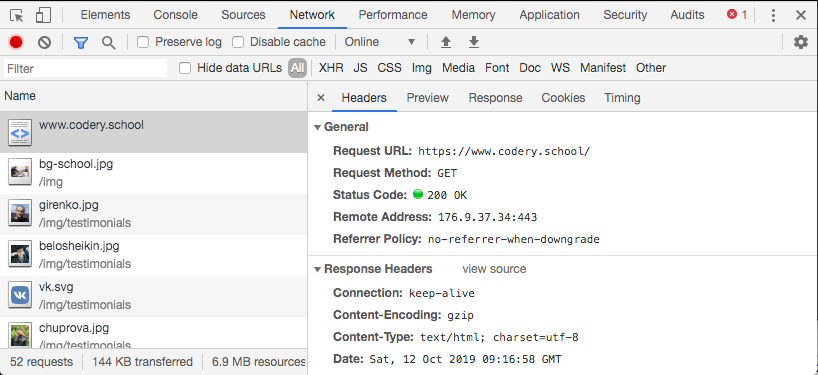 Elements Console Sources Network Performance Memory Application Security Audits 1
Preserve log Disable cache Online
Filter Hide data URLs All XHR JS CSS Img Media Font Doc WS Manifest Other
Name
www.codery.school
bg-school.jpg
/img
girenko.jpg
/img/testimonials
belosheikin.jpg
/img/testimonials
vk.svg
/img/testimonials
chuprova.jpg
/img/testimonials
52 requests 144 KB transferred 6.9 MB resources
× Headers Preview Response Cookies Timing
General
Request URL: https://www.codery.school/
Request Method: GET
Status Code: 200 OK
Remote Address: 176.9.37.34:443
Referrer Policy: no-referrer-when-downgrade
Response Headers view source
Connection: keep-alive
Content-Encoding: gzip
Content-Type: text/html; charset=utf-8
Date: Sat, 12 Oct 2019 09:16:58 GMT